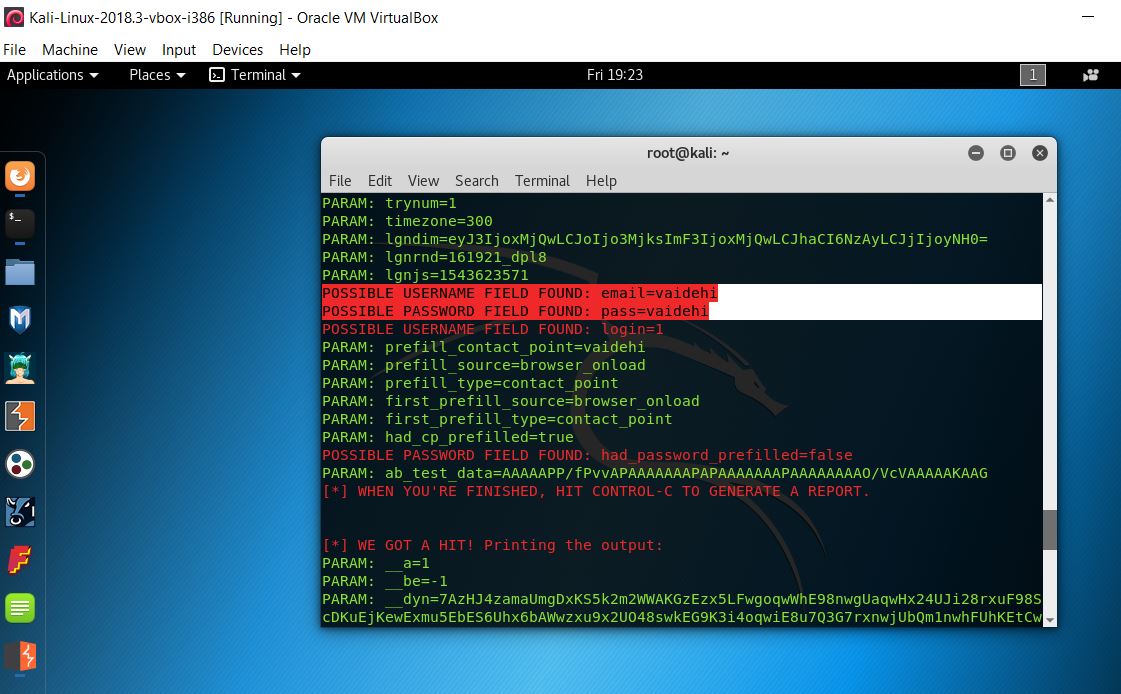 Kali-Linux-2018.3-vbox-i386 [Running] - Oracle VM VirtualBox
File Machine View Input Devices Help
Applications Places Terminal Fri 19:23 1
root@kali: ~
File Edit View Search Terminal Help
PARAM: trynum=1
PARAM: timezone=300
PARAM: lgndim=eyJ3IjoxMjQwLCJoIjo3MjksImF3IjoxMjQwLCJhaCI6NzAyLCJjIjoyNH0=
PARAM: lgnrnd=161921_dpl8
PARAM: lgnjs=1543623571
POSSIBLE USERNAME FIELD FOUND: email=vaidehi
POSSIBLE PASSWORD FIELD FOUND: pass=vaidehi
POSSIBLE USERNAME FIELD FOUND: login=1
PARAM: prefill_contact_point=vaidehi
PARAM: prefill_source=browser_onload
PARAM: prefill_type=contact_point
PARAM: first_prefill_source=browser_onload
PARAM: first_prefill_type=contact_point
PARAM: had_cp_prefilled=true
POSSIBLE PASSWORD FIELD FOUND: had_password_prefilled=false
PARAM: ab_test_data=AAAAAPP/fPvvAPAAAAAAAPAPAAAAAAAPAAAAAAAAO/VcVAAAAAKAAG
[*] WHEN YOU'RE FINISHED, HIT CONTROL-C TO GENERATE A REPORT.
[*] WE GOT A HIT! Printing the output:
PARAM: __a=1
PARAM: __be=-1
PARAM: __dyn=7AzHJ4zamaUmgDxKS5k2m2WWAKGzEzx5LFwgoqwWhE98nwgUaqwHx24UJi28rxuF98S
cDKuEjKewExmu5EbES6Uhx6bAWwzxu9x2UO48swkEG9K3i4oqwiE8u7Q3G7rxnwjUbQm1nwhFUhKEtCw